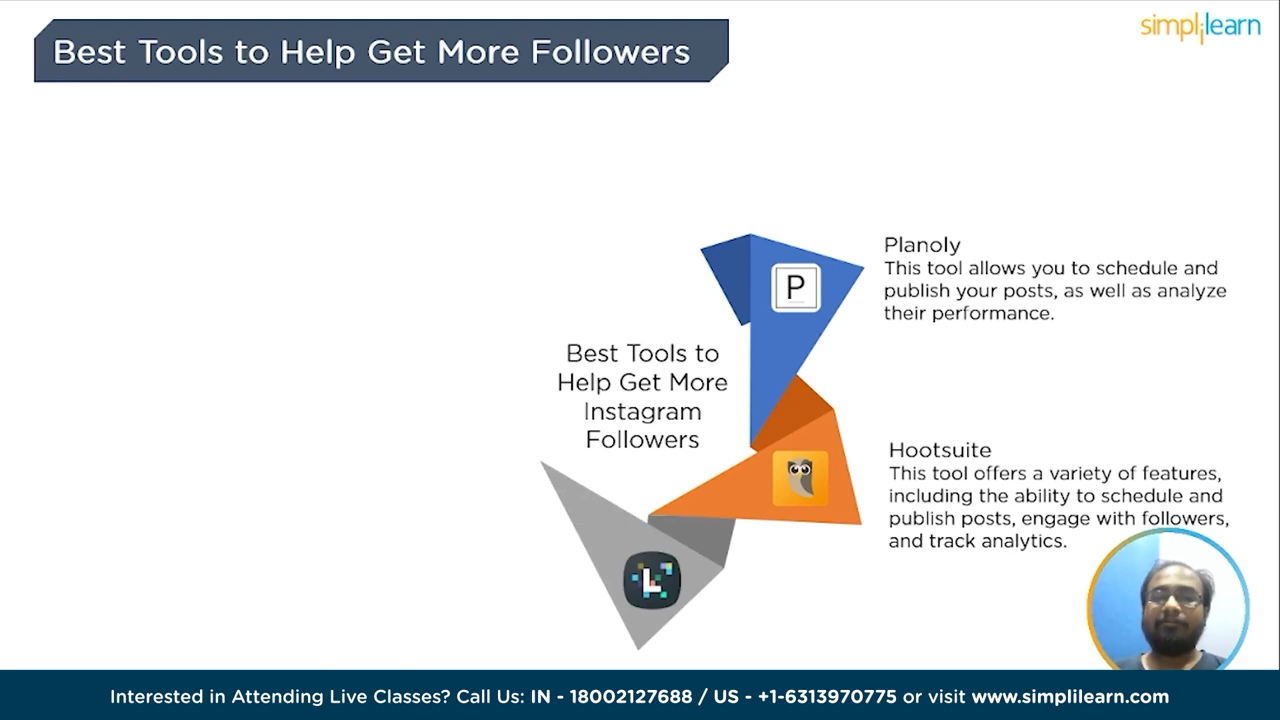 Best Tools to Help Get More Followers
simplilearn
P
Planoly
This tool allows you to schedule and
publish your posts, as well as analyze
their performance.
Best Tools to
Help Get More
Instagram
Followers
Hootsuite
This tool offers a variety of features,
including the ability to schedule and
publish posts, engage with followers,
and track analytics.
L
Interested in Attending Live Classes? Call Us: IN - 18002127688 / US - +1-6313970775 or visit www.simplilearn.com